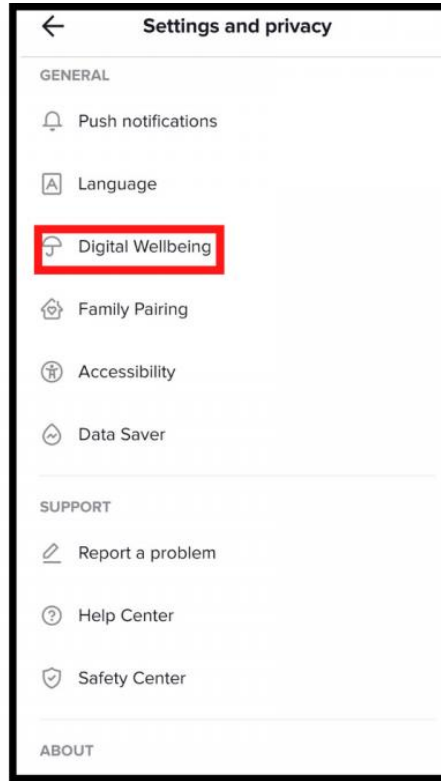 Settings and privacy
GENERAL
Push notifications
A Language
Digital Wellbeing
Family Pairing
Accessibility
Data Saver
SUPPORT
Report a problem
? Help Center
Safety Center
ABOUT